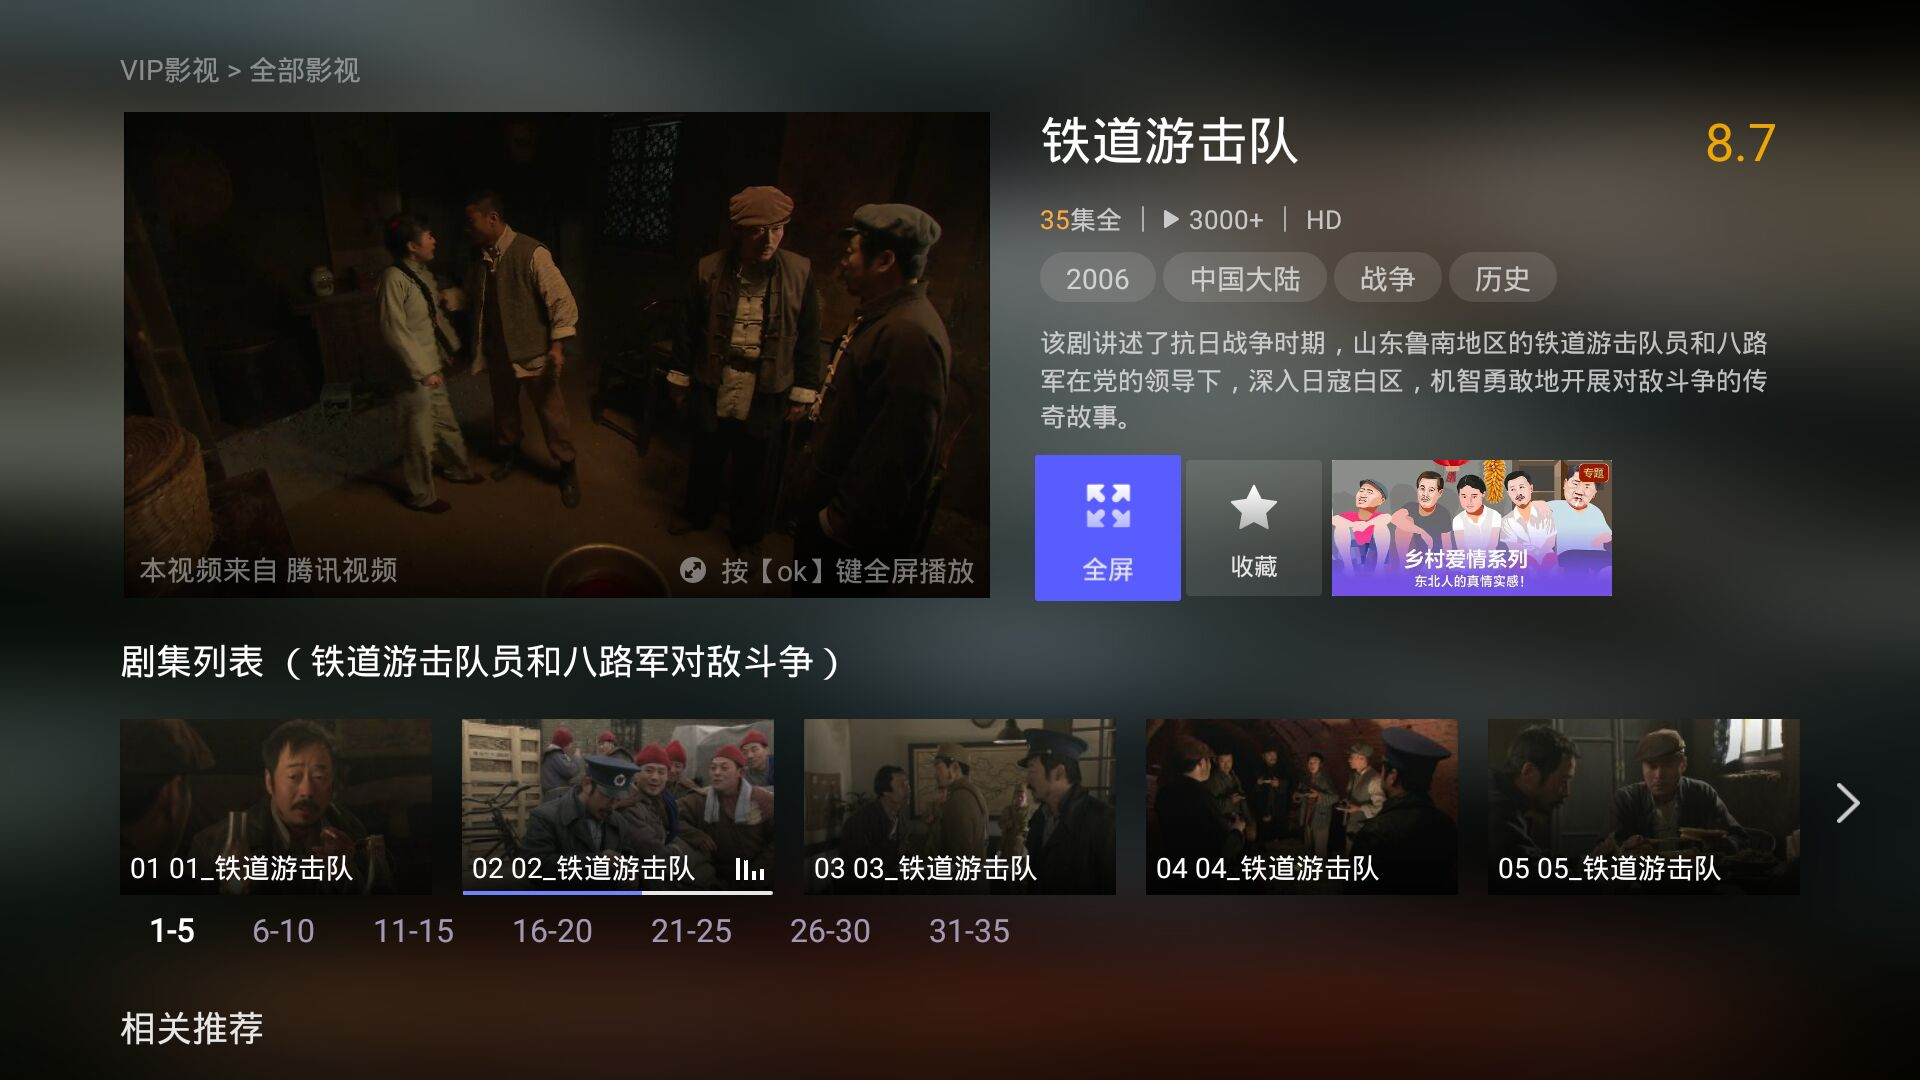 VIP影视 > 全部影视
铁道游击队
8.7
35集全 | 3000+ | HD
2006 中国大陆 战争 历史
该剧讲述了抗日战争时期，山东鲁南地区的铁道游击队员和八路
军在党的领导下，深入日寇白区，机智勇敢地开展对敌斗争的传
奇故事。
本视频来自 腾讯视频
按【ok】键全屏播放
全屏
收藏
专题
乡村爱情系列
东北人的真情实感！
剧集列表 （铁道游击队员和八路军对敌斗争）
01 01_铁道游击队
02 02_铁道游击队
03 03_铁道游击队
04 04_铁道游击队
05 05_铁道游击队
1-5 6-10 11-15 16-20 21-25 26-30 31-35
相关推荐